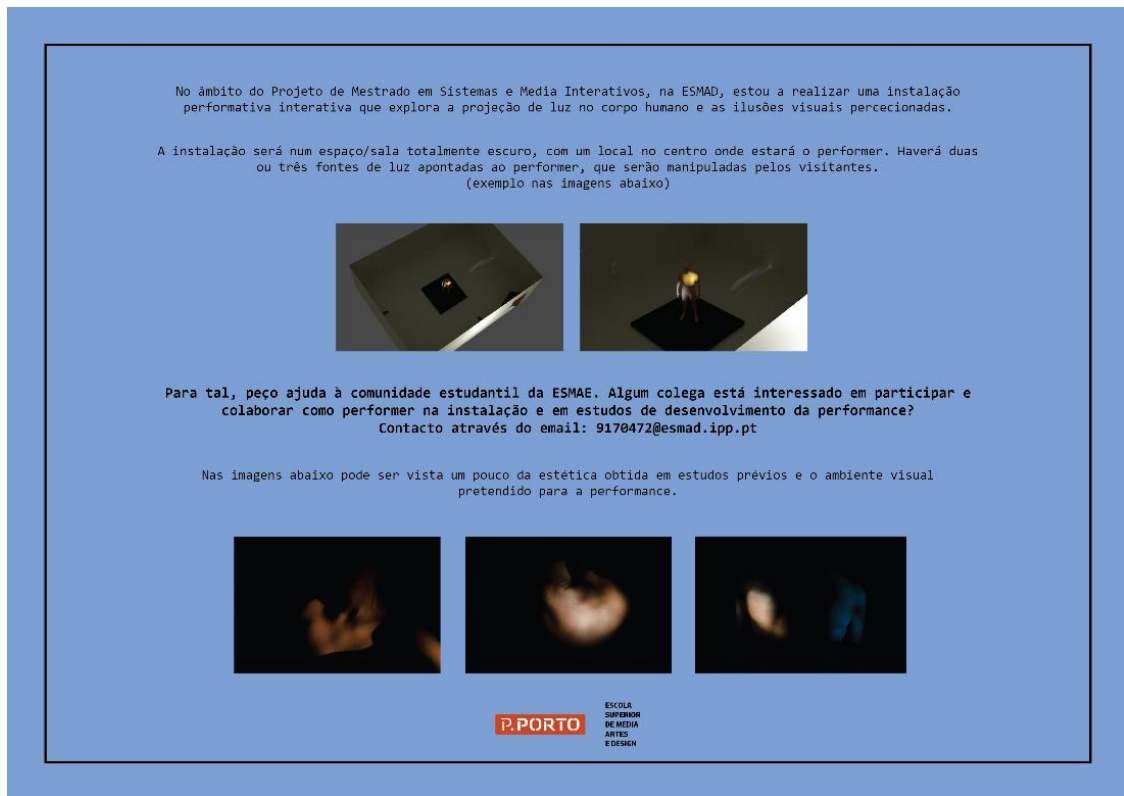 No âmbito do Projeto de Mestrado em Sistemas e Media Interativos, na ESMAD, estou a realizar uma instalação
performativa interativa que explora a projeção de luz no corpo humano e as ilusões visuais percecionadas.
A instalação será num espaço/sala totalmente escuro, com um local no centro onde estará o performer. Haverá duas
ou três fontes de luz apontadas ao performer, que serão manipuladas pelos visitantes.
(exemplo nas imagens abaixo)
Para tal, peço ajuda à comunidade estudantil da ESMAE. Algum colega está interessado em participar e
colaborar como performer na instalação e em estudos de desenvolvimento da performance?
Contacto através do email: 9170472@esmad.ipp.pt
Nas imagens abaixo pode ser vista um pouco da estética obtida em estudos prévios e o ambiente visual
pretendido para a performance.
P.PORTO
ESCOLA
SUPERIOR
DE MEDIA
ARTES
E DESIGN